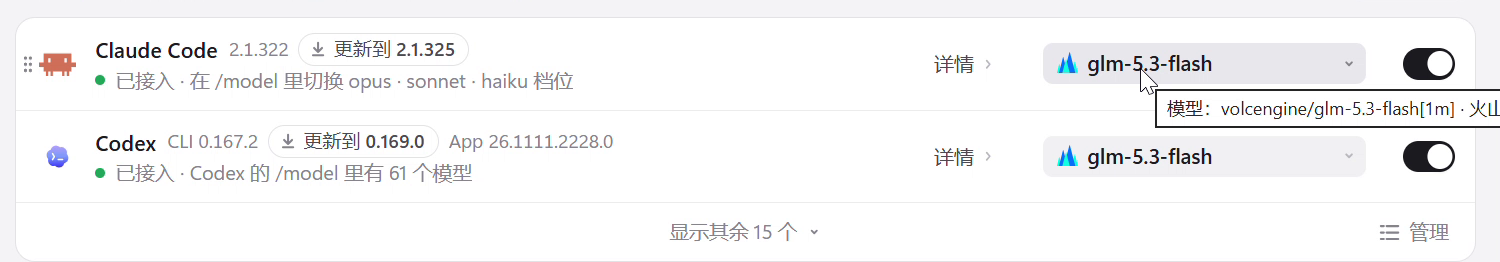 Claude Code 2.1.322 更新到 2.1.325
已接入 · 在 /model 里切换 opus · sonnet · haiku 档位
详情
glm-5.3-flash
模型：volcengine/glm-5.3-flash[1m] · 火山
Codex CLI 0.167.2 更新到 0.169.0 App 26.1111.2228.0
已接入 · Codex 的 /model 里有 61 个模型
详情
glm-5.3-flash
显示其余 15 个
管理